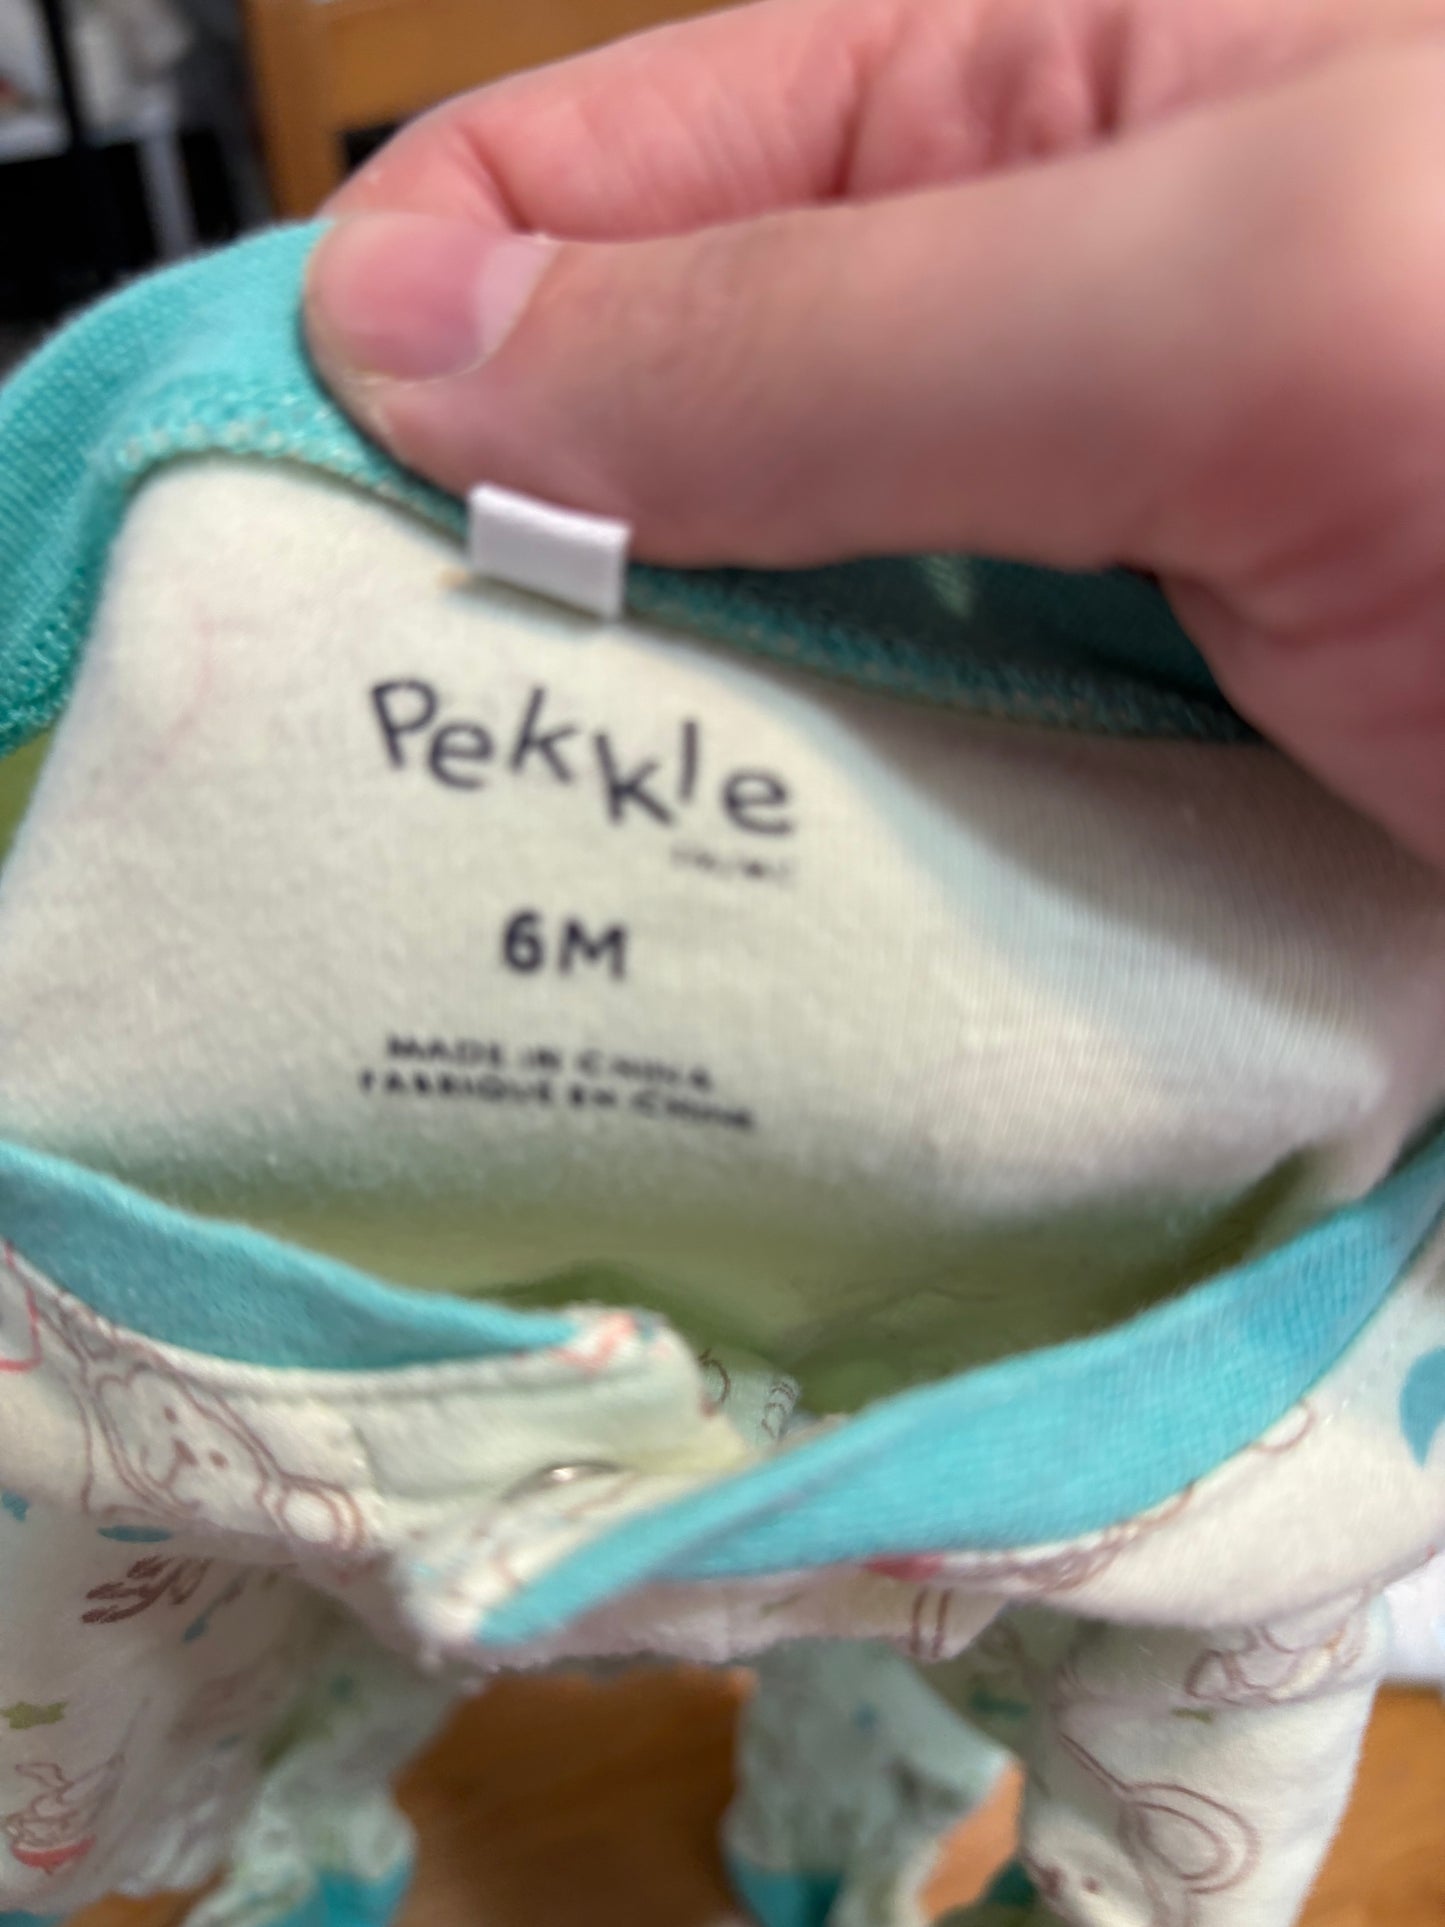 Pekkle
6M
MADE IN CHINA
FABRIQUÉ EN CHINE